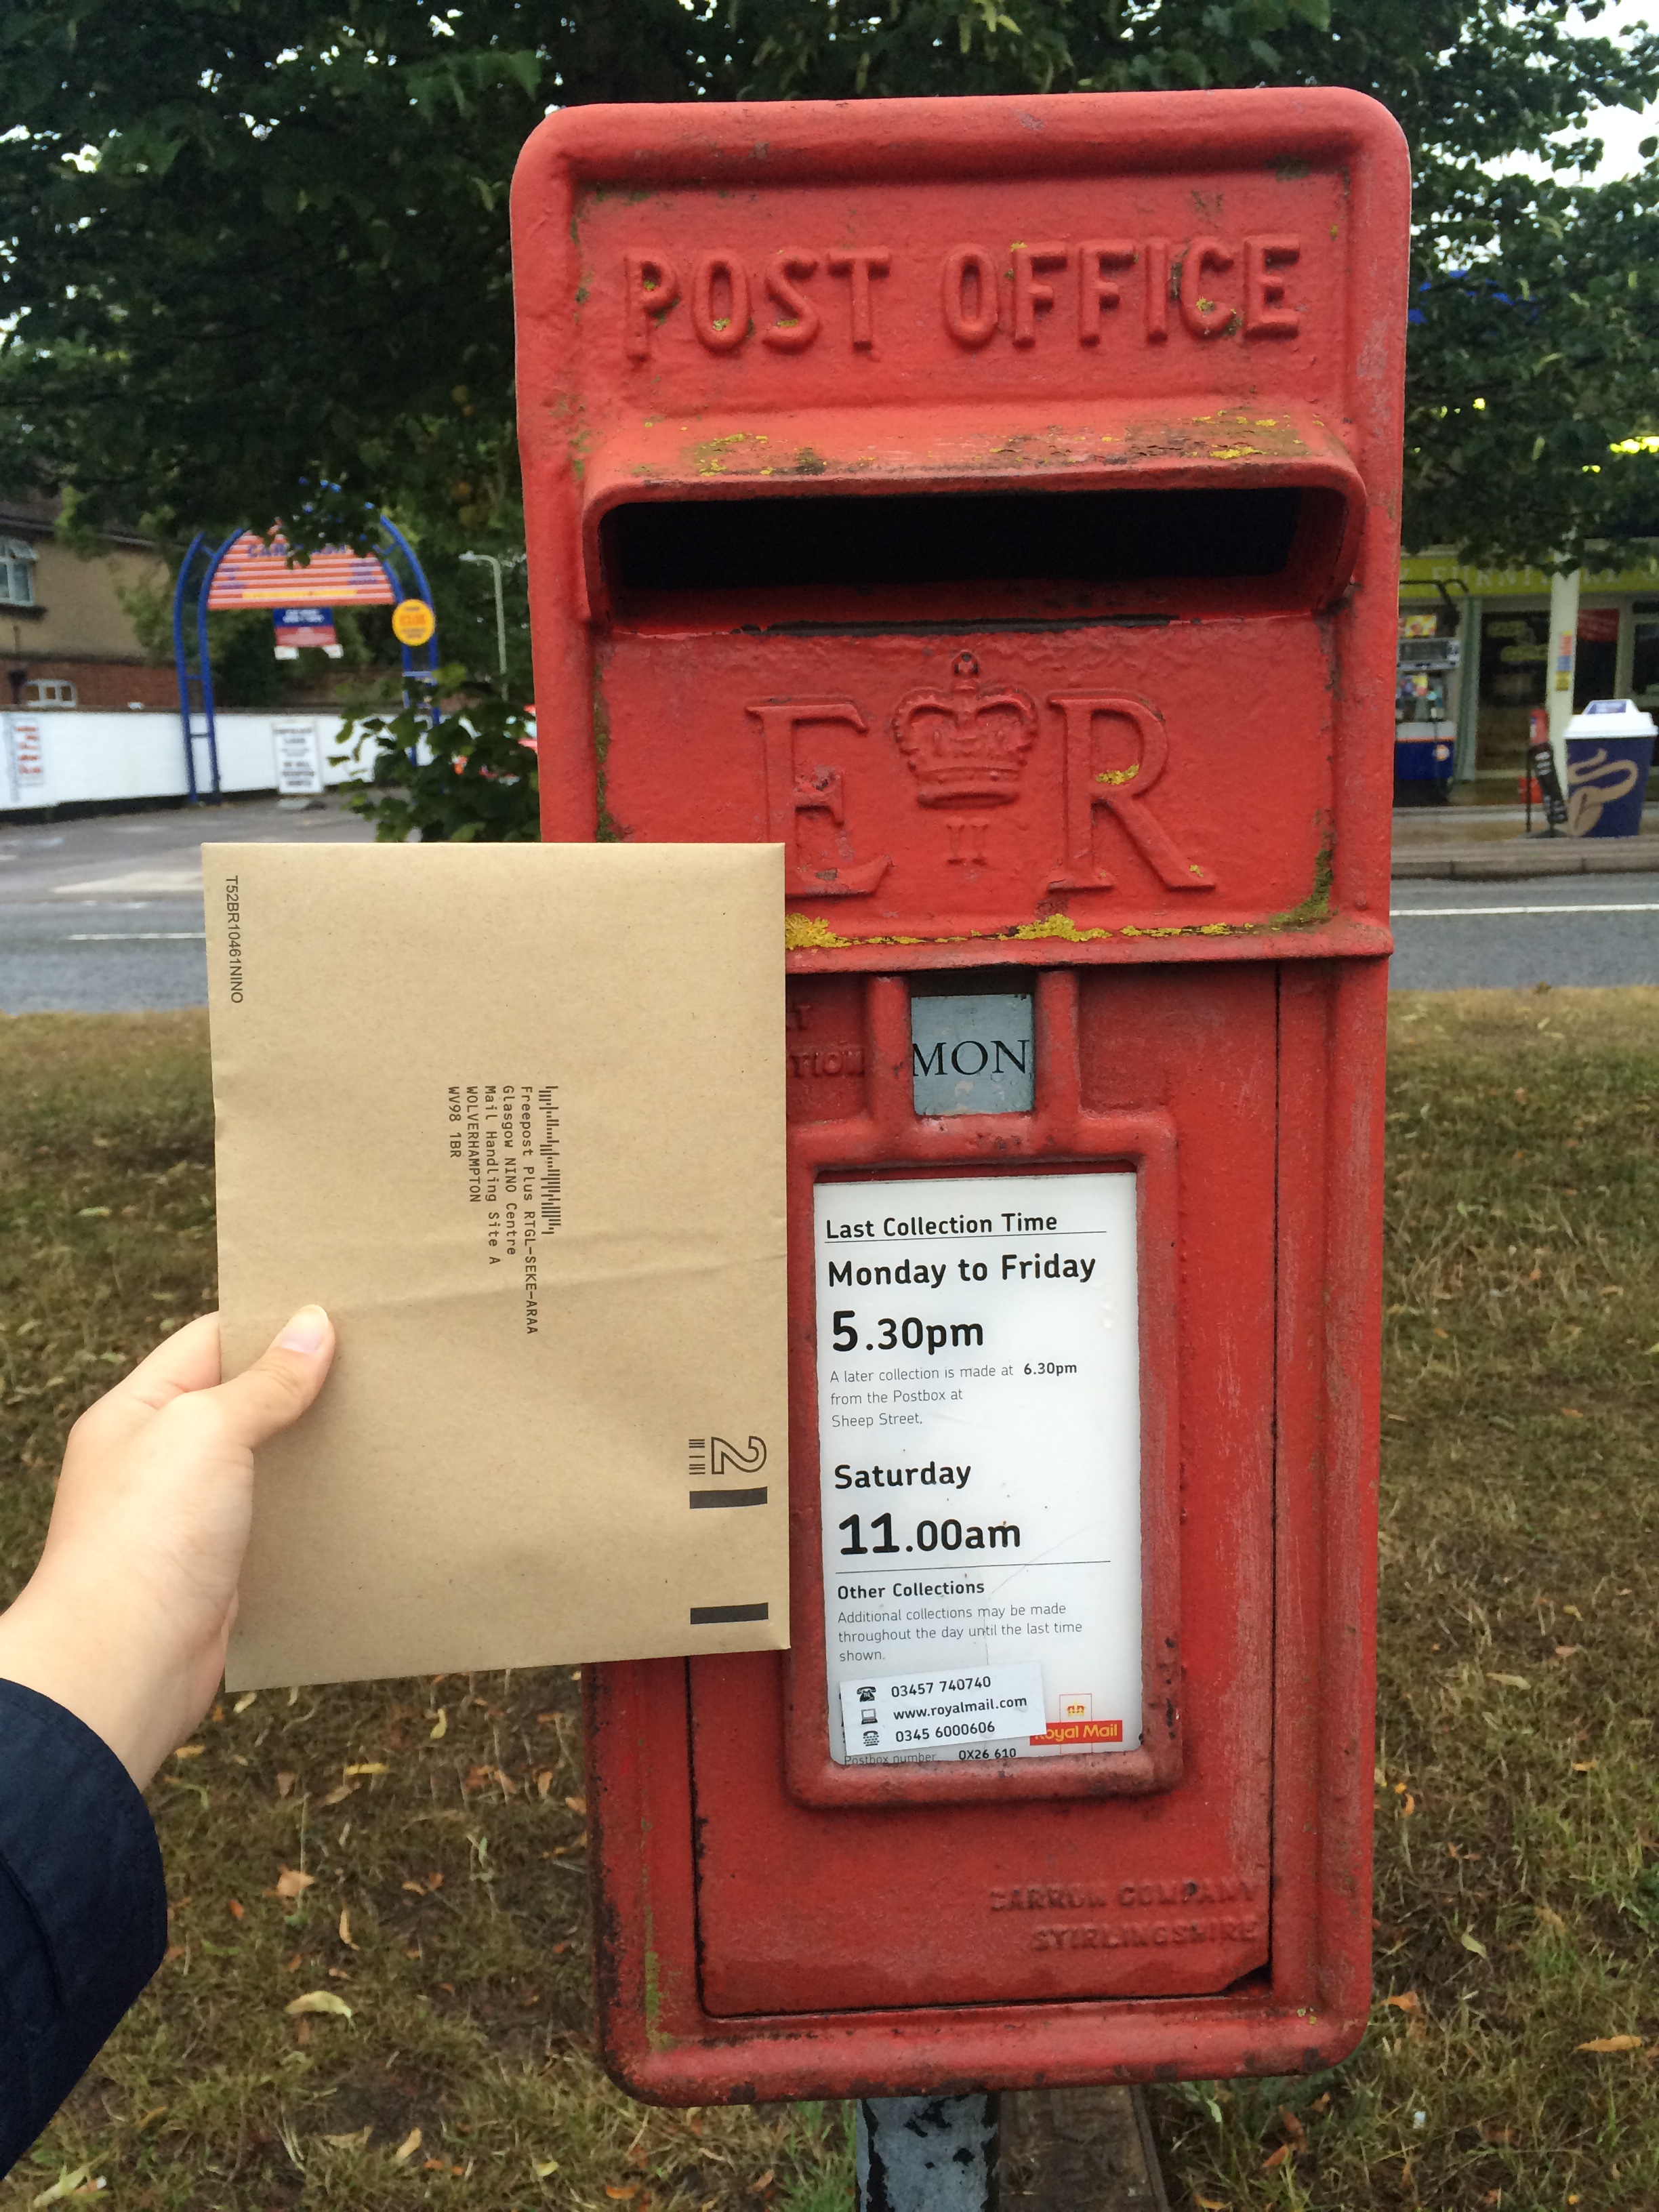 POST OFFICE
E II R
MON
T52BR10461NINO
Freepost Plus RTGL-SEKE-ARAA
Glasgow NINO Centre
Mail Handling Site A
WOLVERHAMPTON
WV98 1BR
2
Last Collection Time
Monday to Friday
5.30pm
A later collection is made at 6.30pm
from the Postbox at
Sheep Street.
Saturday
11.00am
Other Collections
Additional collections may be made
throughout the day until the last time
shown.
03457 740740
www.royalmail.com
0345 6000606
Royal Mail
Postbox number OX26 610
CARRON COMPANY
STIRLINGSHIRE